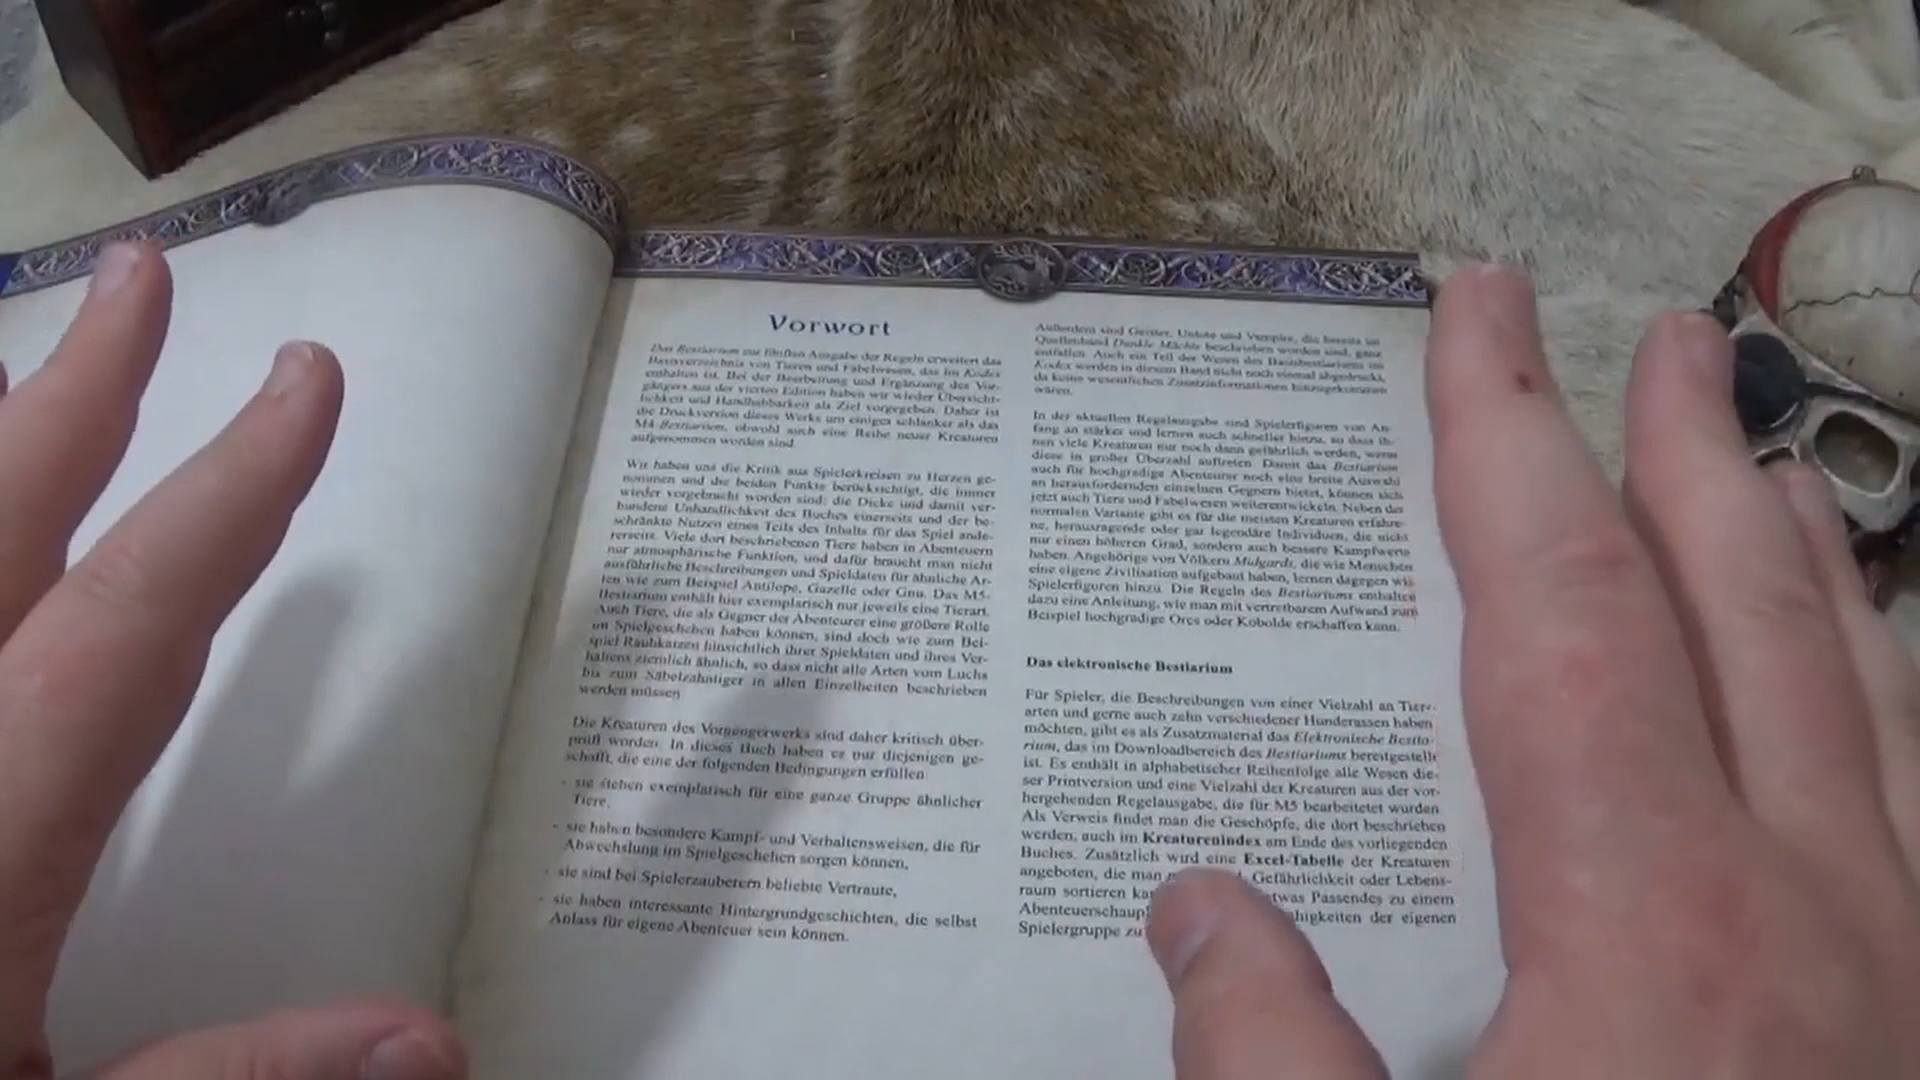 Vorwort
Das Bestiarium zur fünften Ausgabe der Regeln erweitert das
Basisverzeichnis von Tieren und Fabelwesen, das im Kodex
enthalten ist. Bei der Bearbeitung und Ergänzung des Vor-
gängers aus der vierten Edition haben wir wieder Übersicht-
lichkeit und Handhabbarkeit als Ziel vorgegeben. Daher ist
die Druckversion dieses Werks um einiges schlanker als das
M4-Bestiarium, obwohl auch eine Reihe neuer Kreaturen
aufgenommen worden sind.
Wir haben uns die Kritik aus Spielerkreisen zu Herzen ge-
nommen und die beiden Punkte berücksichtigt, die immer
wieder vorgebracht worden sind: die Dicke und damit ver-
bundene Unhandlichkeit des Buches einerseits und der be-
schränkte Nutzen eines Teils des Inhalts für das Spiel ande-
rerseits. Viele dort beschriebenen Tiere haben in Abenteuern
nur atmosphärische Funktion, und dafür braucht man nicht
ausführliche Beschreibungen und Spieldaten für ähnliche Ar-
ten wie zum Beispiel Antilope, Gazelle oder Gnu. Das M5-
Bestiarium enthält hier exemplarisch nur jeweils eine Tierart.
Auch Tiere, die als Gegner der Abenteurer eine größere Rolle
im Spielgeschehen haben können, sind doch wie zum Bei-
spiel Raubkatzen hinsichtlich ihrer Spieldaten und ihres Ver-
haltens ziemlich ähnlich, so dass nicht alle Arten vom Luchs
bis zum Säbelzahntiger in allen Einzelheiten beschrieben
werden müssen.
Die Kreaturen des Vorgängerwerks sind daher kritisch über-
prüft worden. In dieses Buch haben es nur diejenigen ge-
schafft, die eine der folgenden Bedingungen erfüllen:
- sie stehen exemplarisch für eine ganze Gruppe ähnlicher
Tiere,
- sie haben besondere Kampf- und Verhaltensweisen, die für
Abwechslung im Spielgeschehen sorgen können,
- sie sind bei Spielerzauberern beliebte Vertraute,
- sie haben interessante Hintergrundgeschichten, die selbst
Anlass für eigene Abenteuer sein können.
Außerdem sind Geister, Untote und Vampire, die bereits im
Quellenband Dunkle Mächte beschrieben worden sind, ganz
entfallen. Auch ein Teil der Wesen des Basisbestiariums im
Kodex werden in diesem Band nicht noch einmal abgedruckt,
da keine wesentlichen Zusatzinformationen hinzugekommen
wären.
In der aktuellen Regelausgabe sind Spielerfiguren von An-
fang an stärker und lernen auch schneller hinzu, so dass ih-
nen viele Kreaturen nur noch dann gefährlich werden, wenn
diese in großer Überzahl auftreten. Damit das Bestiarium
auch für hochgradige Abenteurer noch eine breite Auswahl
an herausfordernden einzelnen Gegnern bietet, können sich
jetzt auch Tiere und Fabelwesen weiterentwickeln. Neben der
normalen Variante gibt es für die meisten Kreaturen erfahre-
ne, herausragende oder gar legendäre Individuen, die nicht
nur einen höheren Grad, sondern auch bessere Kampfwerte
haben. Angehörige von Völkern Midgards, die wie Menschen
eine eigene Zivilisation aufgebaut haben, lernen dagegen wie
Spielerfiguren hinzu. Die Regeln des Bestiariums enthalten
dazu eine Anleitung, wie man mit vertretbarem Aufwand zum
Beispiel hochgradige Orcs oder Kobolde erschaffen kann.
Das elektronische Bestiarium
Für Spieler, die Beschreibungen von einer Vielzahl an Tier-
arten und gerne auch zehn verschiedener Hunderassen haben
möchten, gibt es als Zusatzmaterial das Elektronische Bestia-
rium, das im Downloadbereich des Bestiariums bereitgestellt
ist. Es enthält in alphabetischer Reihenfolge alle Wesen die-
ser Printversion und eine Vielzahl der Kreaturen aus der vor-
hergehenden Regelausgabe, die für M5 bearbeitetet wurden.
Als Verweis findet man die Geschöpfe, die dort beschrieben
werden, auch im Kreaturenindex am Ende des vorliegenden
Buches. Zusätzlich wird eine Excel-Tabelle der Kreaturen
angeboten, die man Gefährlichkeit oder Lebens-
raum sortieren etwas Passendes zu einem
der eigenen
Spielergruppe zu